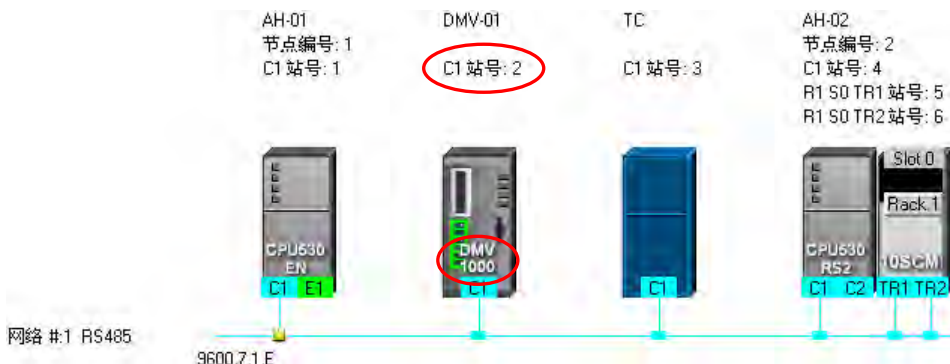 AH-01
节点编号: 1
C1 站号: 1
DMV-01
C1 站号: 2
TC
C1 站号: 3
AH-02
节点编号: 2
C1 站号: 4
R1 S0 TR1 站号: 5
R1 S0 TR2 站号: 6
CPU530
EN
C1 E1
DMV
1000
C1
C1
CPU530
RS2
C1 C2
Slot 0
Rack 1
10SCM
TR1 TR2
网络 #:1 RS485
9600,7,1,E